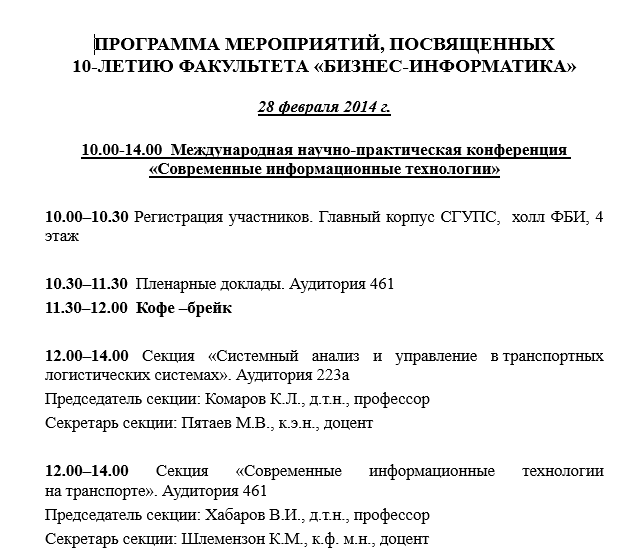 ПРОГРАММА МЕРОПРИЯТИЙ, ПОСВЯЩЕННЫХ
10-ЛЕТИЮ ФАКУЛЬТЕТА «БИЗНЕС-ИНФОРМАТИКА»
28 февраля 2014 г.
10.00-14.00 Международная научно-практическая конференция
«Современные информационные технологии»
10.00–10.30 Регистрация участников. Главный корпус СГУПС, холл ФБИ, 4
этаж
10.30–11.30 Пленарные доклады. Аудитория 461
11.30–12.00 Кофе –брейк
12.00–14.00 Секция «Системный анализ и управление в транспортных
логистических системах». Аудитория 223а
Председатель секции: Комаров К.Л., д.т.н., профессор
Секретарь секции: Пятаев М.В., к.э.н., доцент
12.00–14.00 Секция «Современные информационные технологии
на транспорте». Аудитория 461
Председатель секции: Хабаров В.И., д.т.н., профессор
Секретарь секции: Шлемензон К.М., к.ф. м.н., доцент